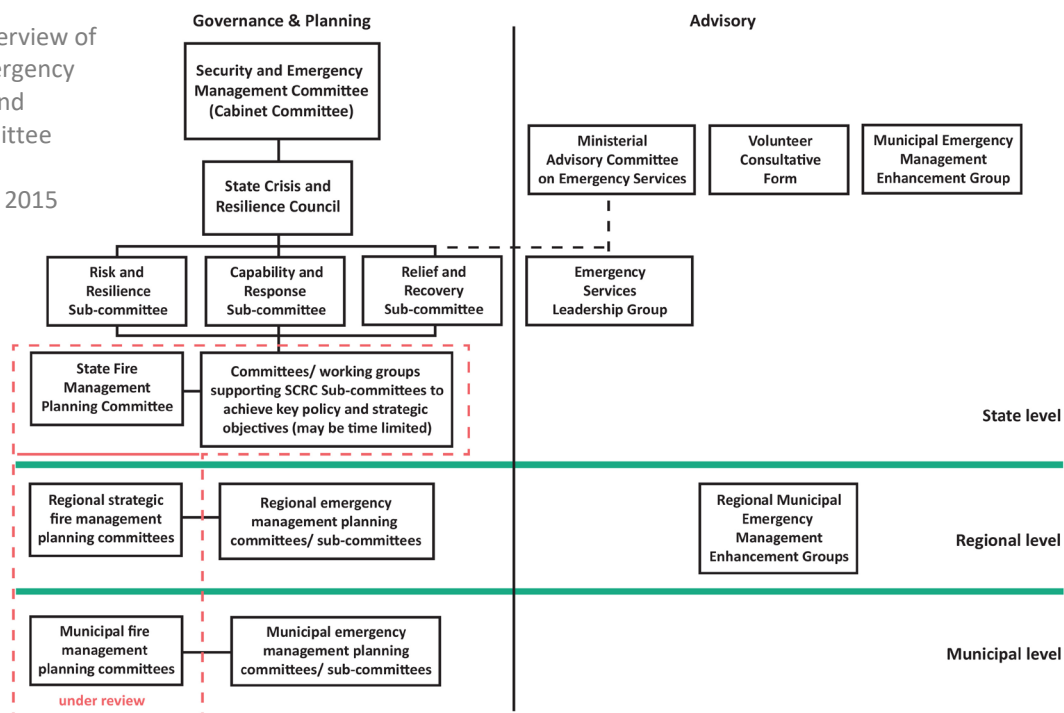 erview of
ergency
nd
ittee
2015
Governance & Planning
Advisory
Security and Emergency
Management Committee
(Cabinet Committee)
Ministerial
Advisory Committee
on Emergency Services
Volunteer
Consultative
Form
Municipal Emergency
Management
Enhancement Group
State Crisis and
Resilience Council
Risk and
Resilience
Sub-committee
Capability and
Response
Sub-committee
Relief and
Recovery
Sub-committee
Emergency
Services
Leadership Group
State Fire
Management
Planning Committee
Committees/ working groups
supporting SCRC Sub-committees to
achieve key policy and strategic
objectives (may be time limited)
State level
Regional strategic
fire management
planning committees
Regional emergency
management planning
committees/ sub-committees
Regional Municipal
Emergency
Management
Enhancement Groups
Regional level
Municipal fire
management
planning committees
Municipal emergency
management planning
committees/ sub-committees
Municipal level
under review